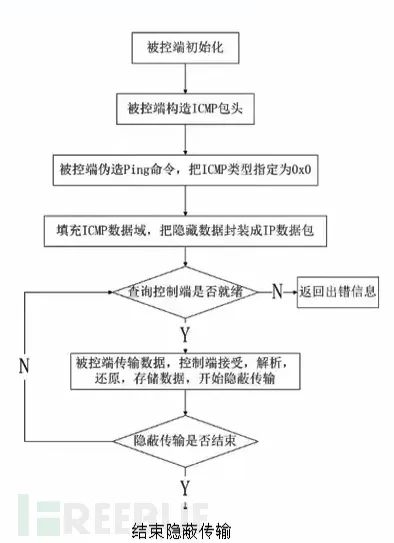 被控端初始化
被控端构造ICMP包头
被控端伪造Ping命令，把ICMP类型指定为0x0
填充ICMP数据域，把隐藏数据封装成IP数据包
查询控制端是否就绪
N
返回出错信息
Y
N
被控端传输数据，控制端接受，解析，
还原，存储数据，开始隐蔽传输
隐蔽传输是否结束
Y
FREEBUF
结束隐蔽传输